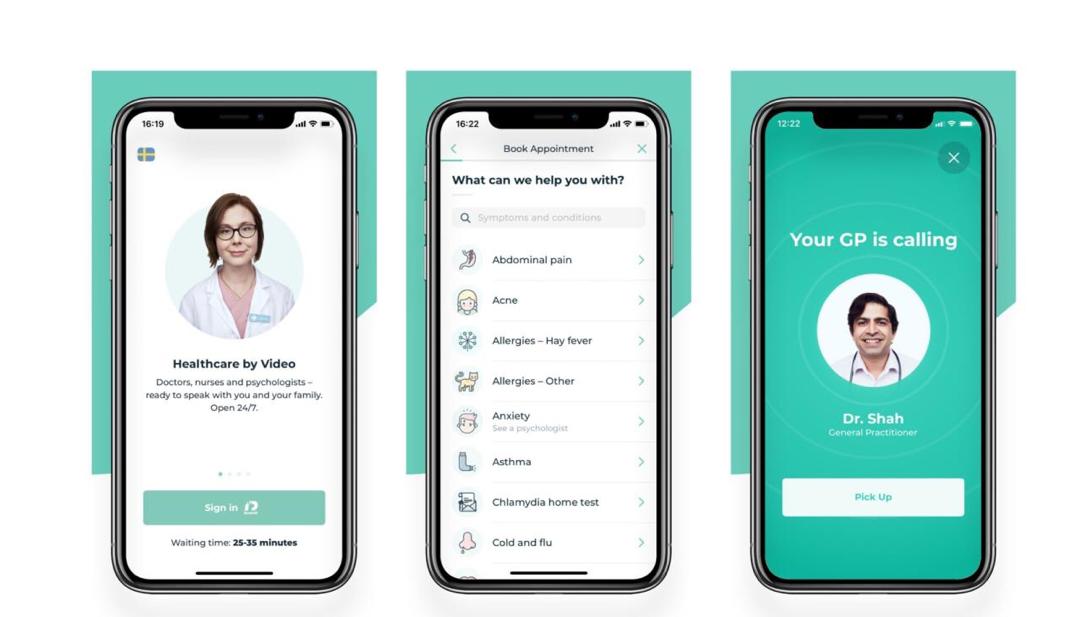 16:19
Healthcare by Video
Doctors, nurses and psychologists –
ready to speak with you and your family.
Open 24/7.
Sign in
Waiting time: 25-35 minutes
16:22
Book Appointment
What can we help you with?
Symptoms and conditions
Abdominal pain
Acne
Allergies – Hay fever
Allergies – Other
Anxiety
See a psychologist
Asthma
Chlamydia home test
Cold and flu
12:22
Your GP is calling
Dr. Shah
General Practitioner
Pick Up